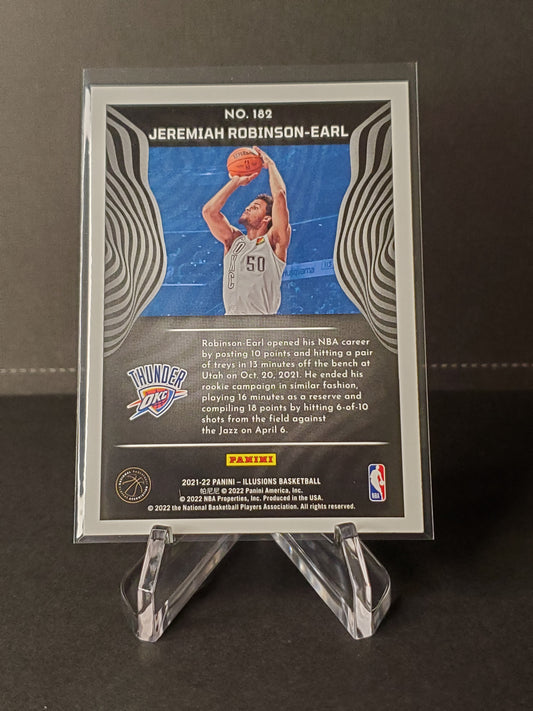 NO. 182
JEREMIAH ROBINSON-EARL
50
Robinson-Earl opened his NBA career
by posting 10 points and hitting a pair
of treys in 13 minutes off the bench at
Utah on Oct. 20, 2021. He ended his
rookie campaign in similar fashion,
playing 16 minutes as a reserve and
compiling 18 points by hitting 6-of-10
shots from the field against
the Jazz on April 6.
THUNDER
OKC
PANINI
2021-22 PANINI – ILLUSIONS BASKETBALL
帕尼尼 © 2022 Panini America, Inc.
© 2022 NBA Properties, Inc. Produced in the USA.
© 2022 the National Basketball Players Association. All rights reserved.
NBA